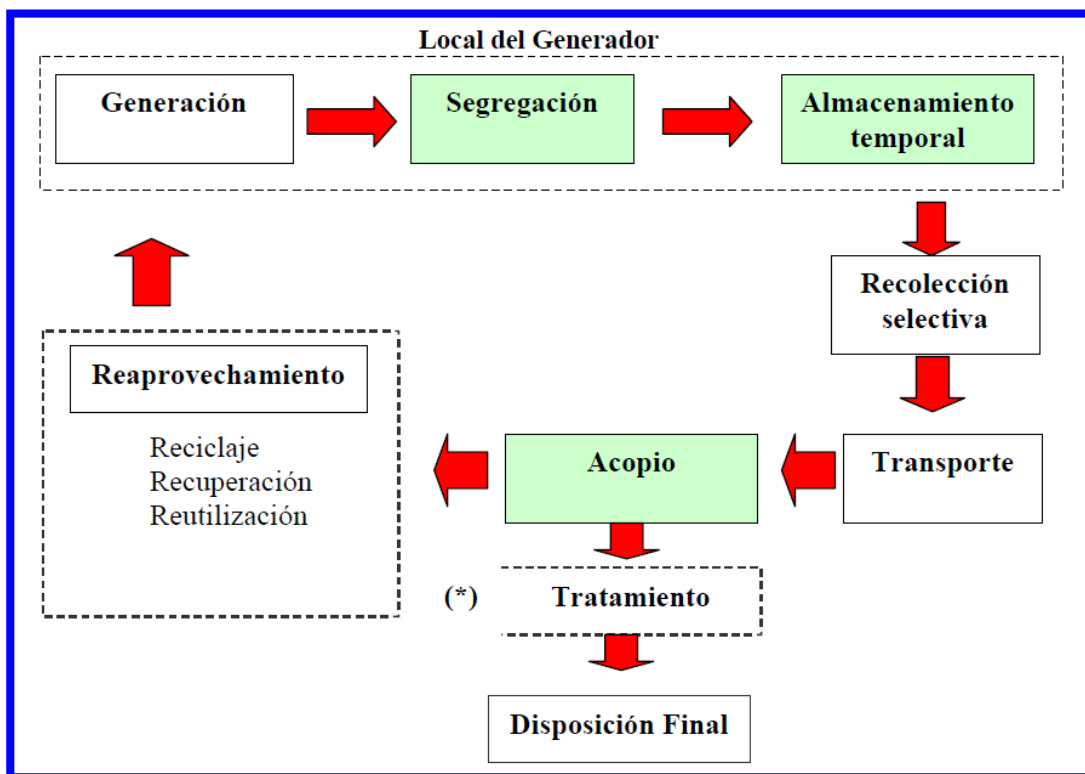 Local del Generador
Generación
Segregación
Almacenamiento
temporal
Recolección
selectiva
Transporte
Acopio
Reaprovechamiento
Reciclaje
Recuperación
Reutilización
(*)
Tratamiento
Disposición Final